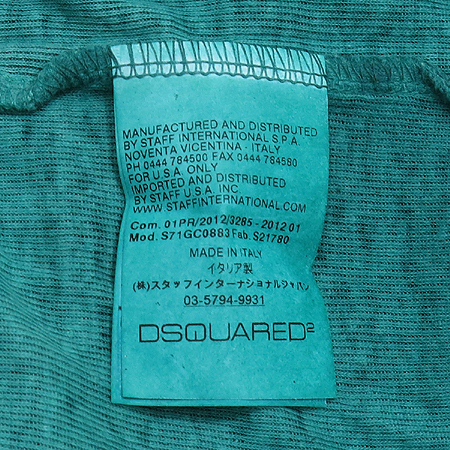 MANUFACTURED AND DISTRIBUTED
BY STAFF INTERNATIONAL S.P.A.
NOVENTA VICENTINA - ITALY
PH 0444 784500 FAX 0444 784580
FOR U.S.A. ONLY
IMPORTED AND DISTRIBUTED
BY STAFF U.S.A. INC
WWW.STAFFINTERNATIONAL.COM
Com. 01PR/2012/3285 - 2012 01
Mod. S71GC0883 Fab. S21780
MADE IN ITALY
イタリア製
(株)スタッフインターナショナルジャパン
03-5794-9931
DSQUARED2